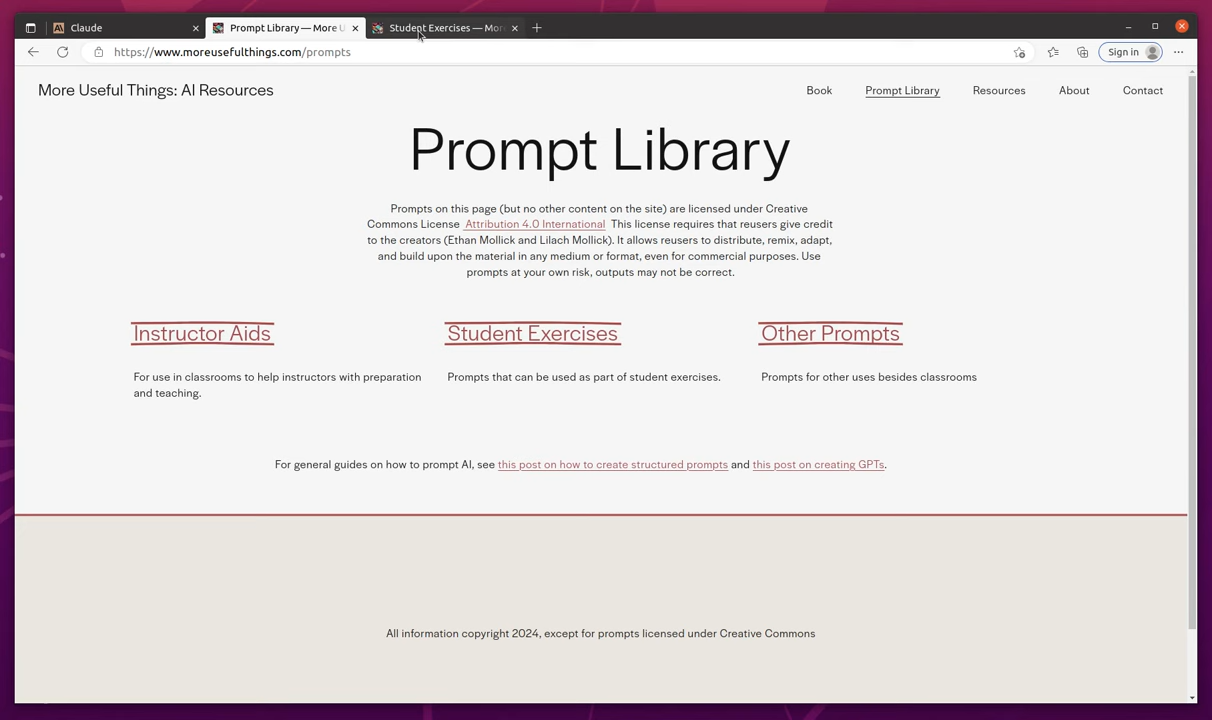 Claude
Prompt Library — More U
Student Exercises — Mor
https://www.moreusefulthings.com/prompts
Sign in
More Useful Things: AI Resources
Book
Prompt Library
Resources
About
Contact
Prompt Library
Prompts on this page (but no other content on the site) are licensed under Creative
Commons License Attribution 4.0 International This license requires that reusers give credit
to the creators (Ethan Mollick and Lilach Mollick). It allows reusers to distribute, remix, adapt,
and build upon the material in any medium or format, even for commercial purposes. Use
prompts at your own risk, outputs may not be correct.
Instructor Aids
For use in classrooms to help instructors with preparation
and teaching.
Student Exercises
Prompts that can be used as part of student exercises.
Other Prompts
Prompts for other uses besides classrooms
For general guides on how to prompt AI, see this post on how to create structured prompts and this post on creating GPTs.
All information copyright 2024, except for prompts licensed under Creative Commons